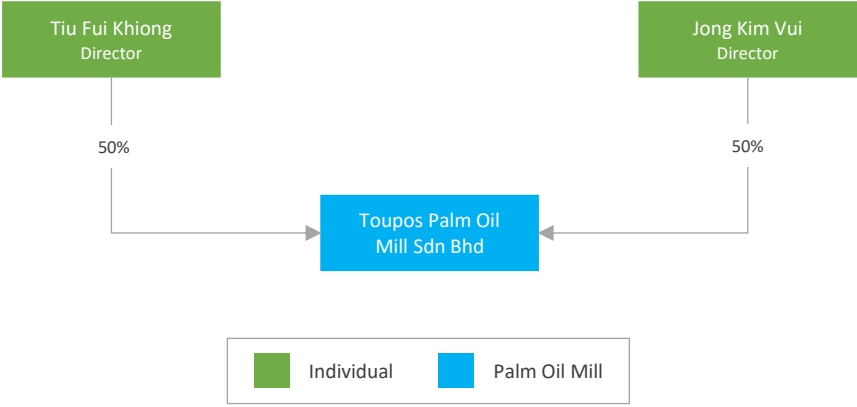 Tiu Fui Khiong
Director
Jong Kim Vui
Director
50%
50%
Toupos Palm Oil
Mill Sdn Bhd
Individual
Palm Oil Mill